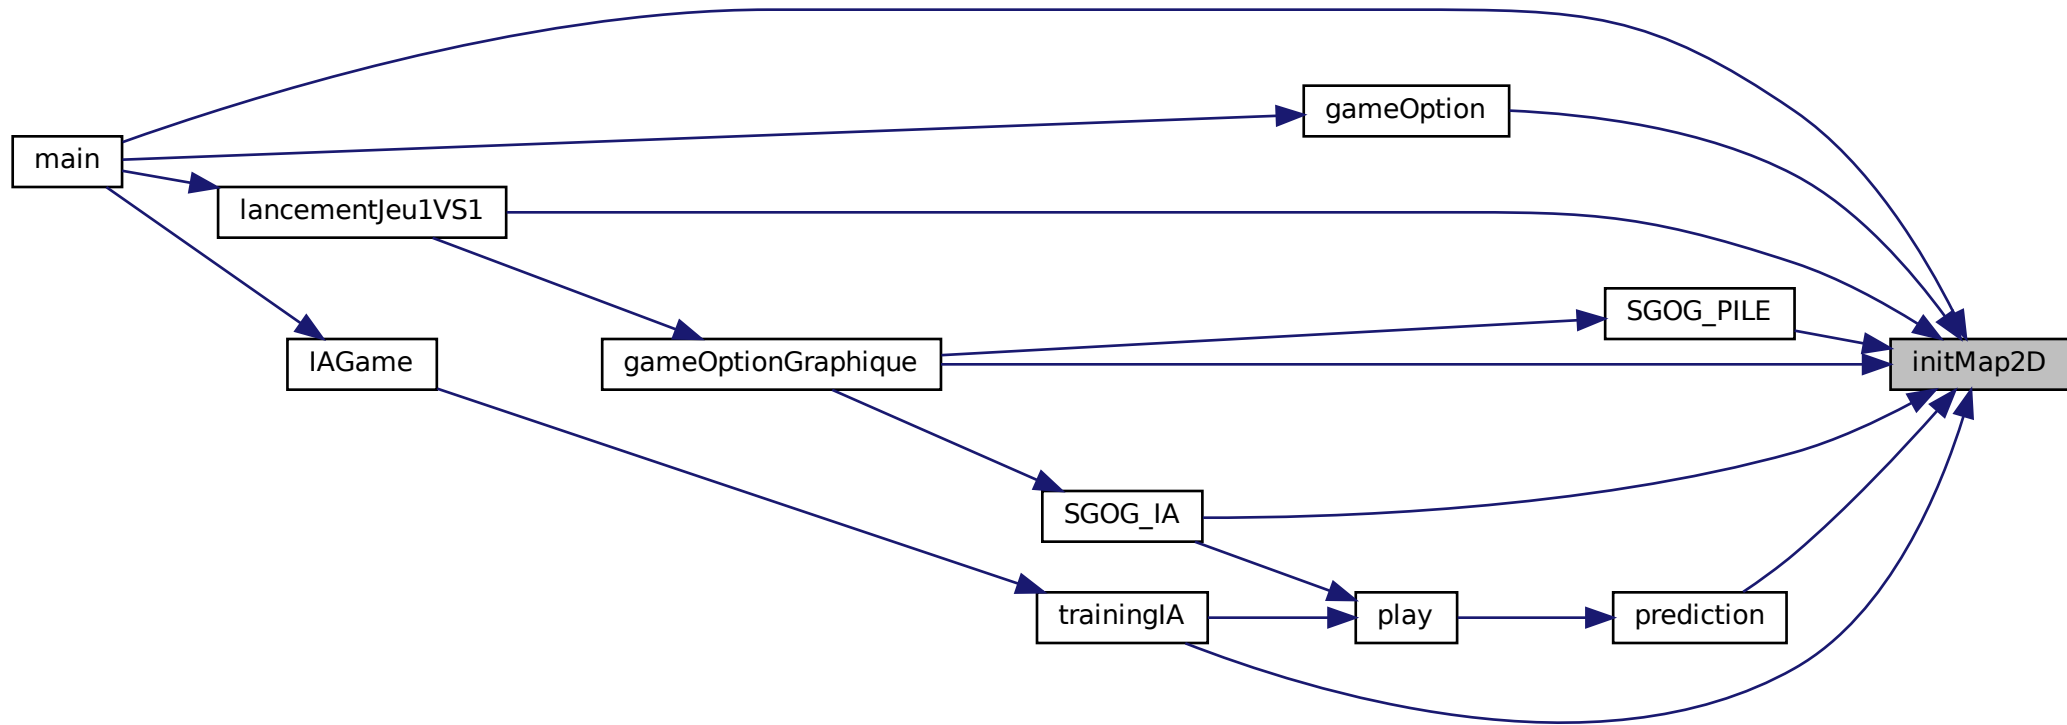 gameOption
main
lancementJeu1VS1
SGOG_PILE
IAGame
gameOptionGraphique
initMap2D
SGOG_IA
trainingIA
play
prediction